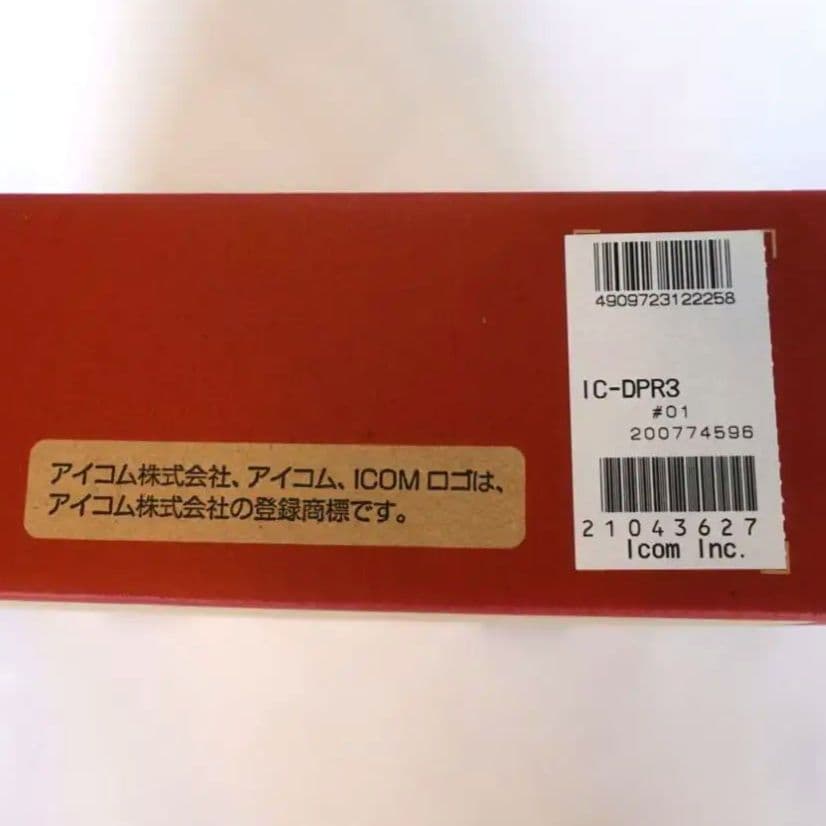 アイコム株式会社、アイコム、ICOM ロゴは、
アイコム株式会社の登録商標です。
4909723122258
IC-DPR3
#01
200774596
21043627
Icom Inc.